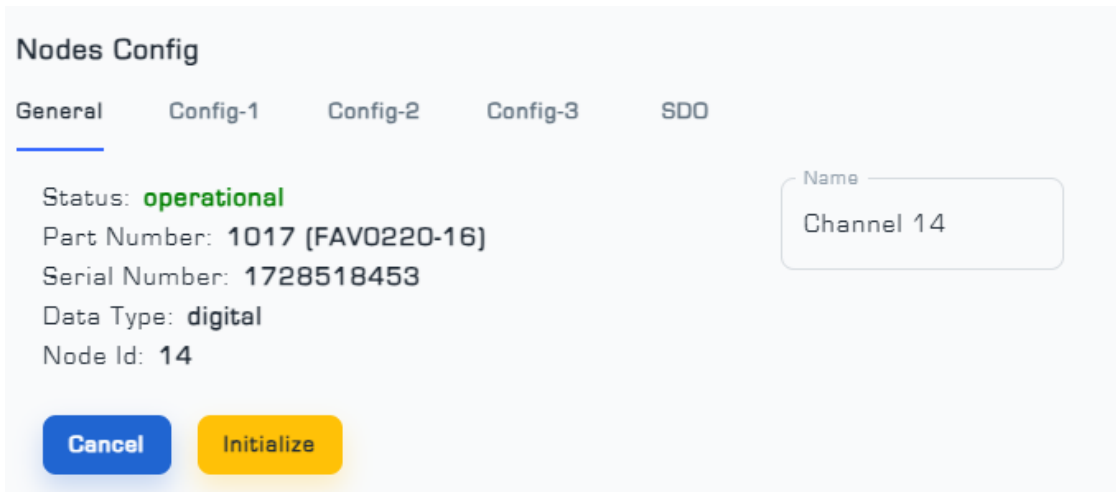 Nodes Config
General Config-1 Config-2 Config-3 SDO
Name
Channel 14
Status: operational
Part Number: 1017 (FAV0220-16)
Serial Number: 1728518453
Data Type: digital
Node Id: 14
Cancel Initialize